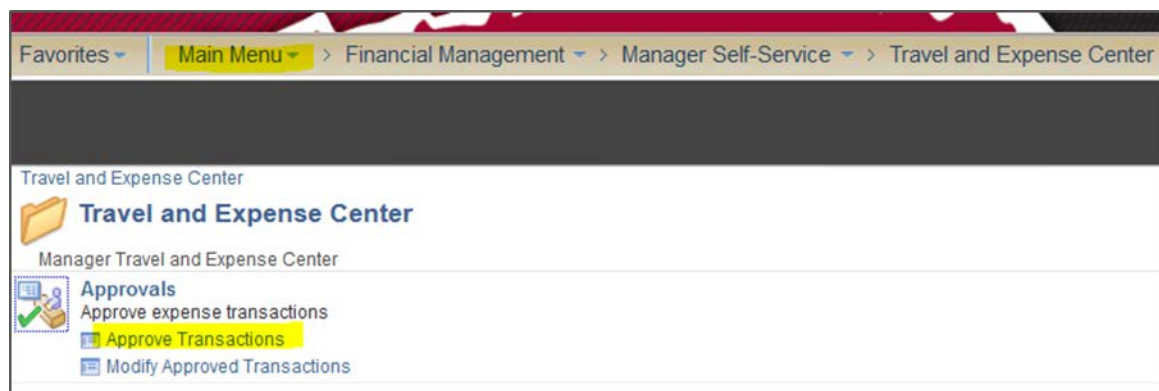 Favorites Main Menu > Financial Management > Manager Self-Service > Travel and Expense Center
Travel and Expense Center
Travel and Expense Center
Manager Travel and Expense Center
Approvals
Approve expense transactions
Approve Transactions
Modify Approved Transactions